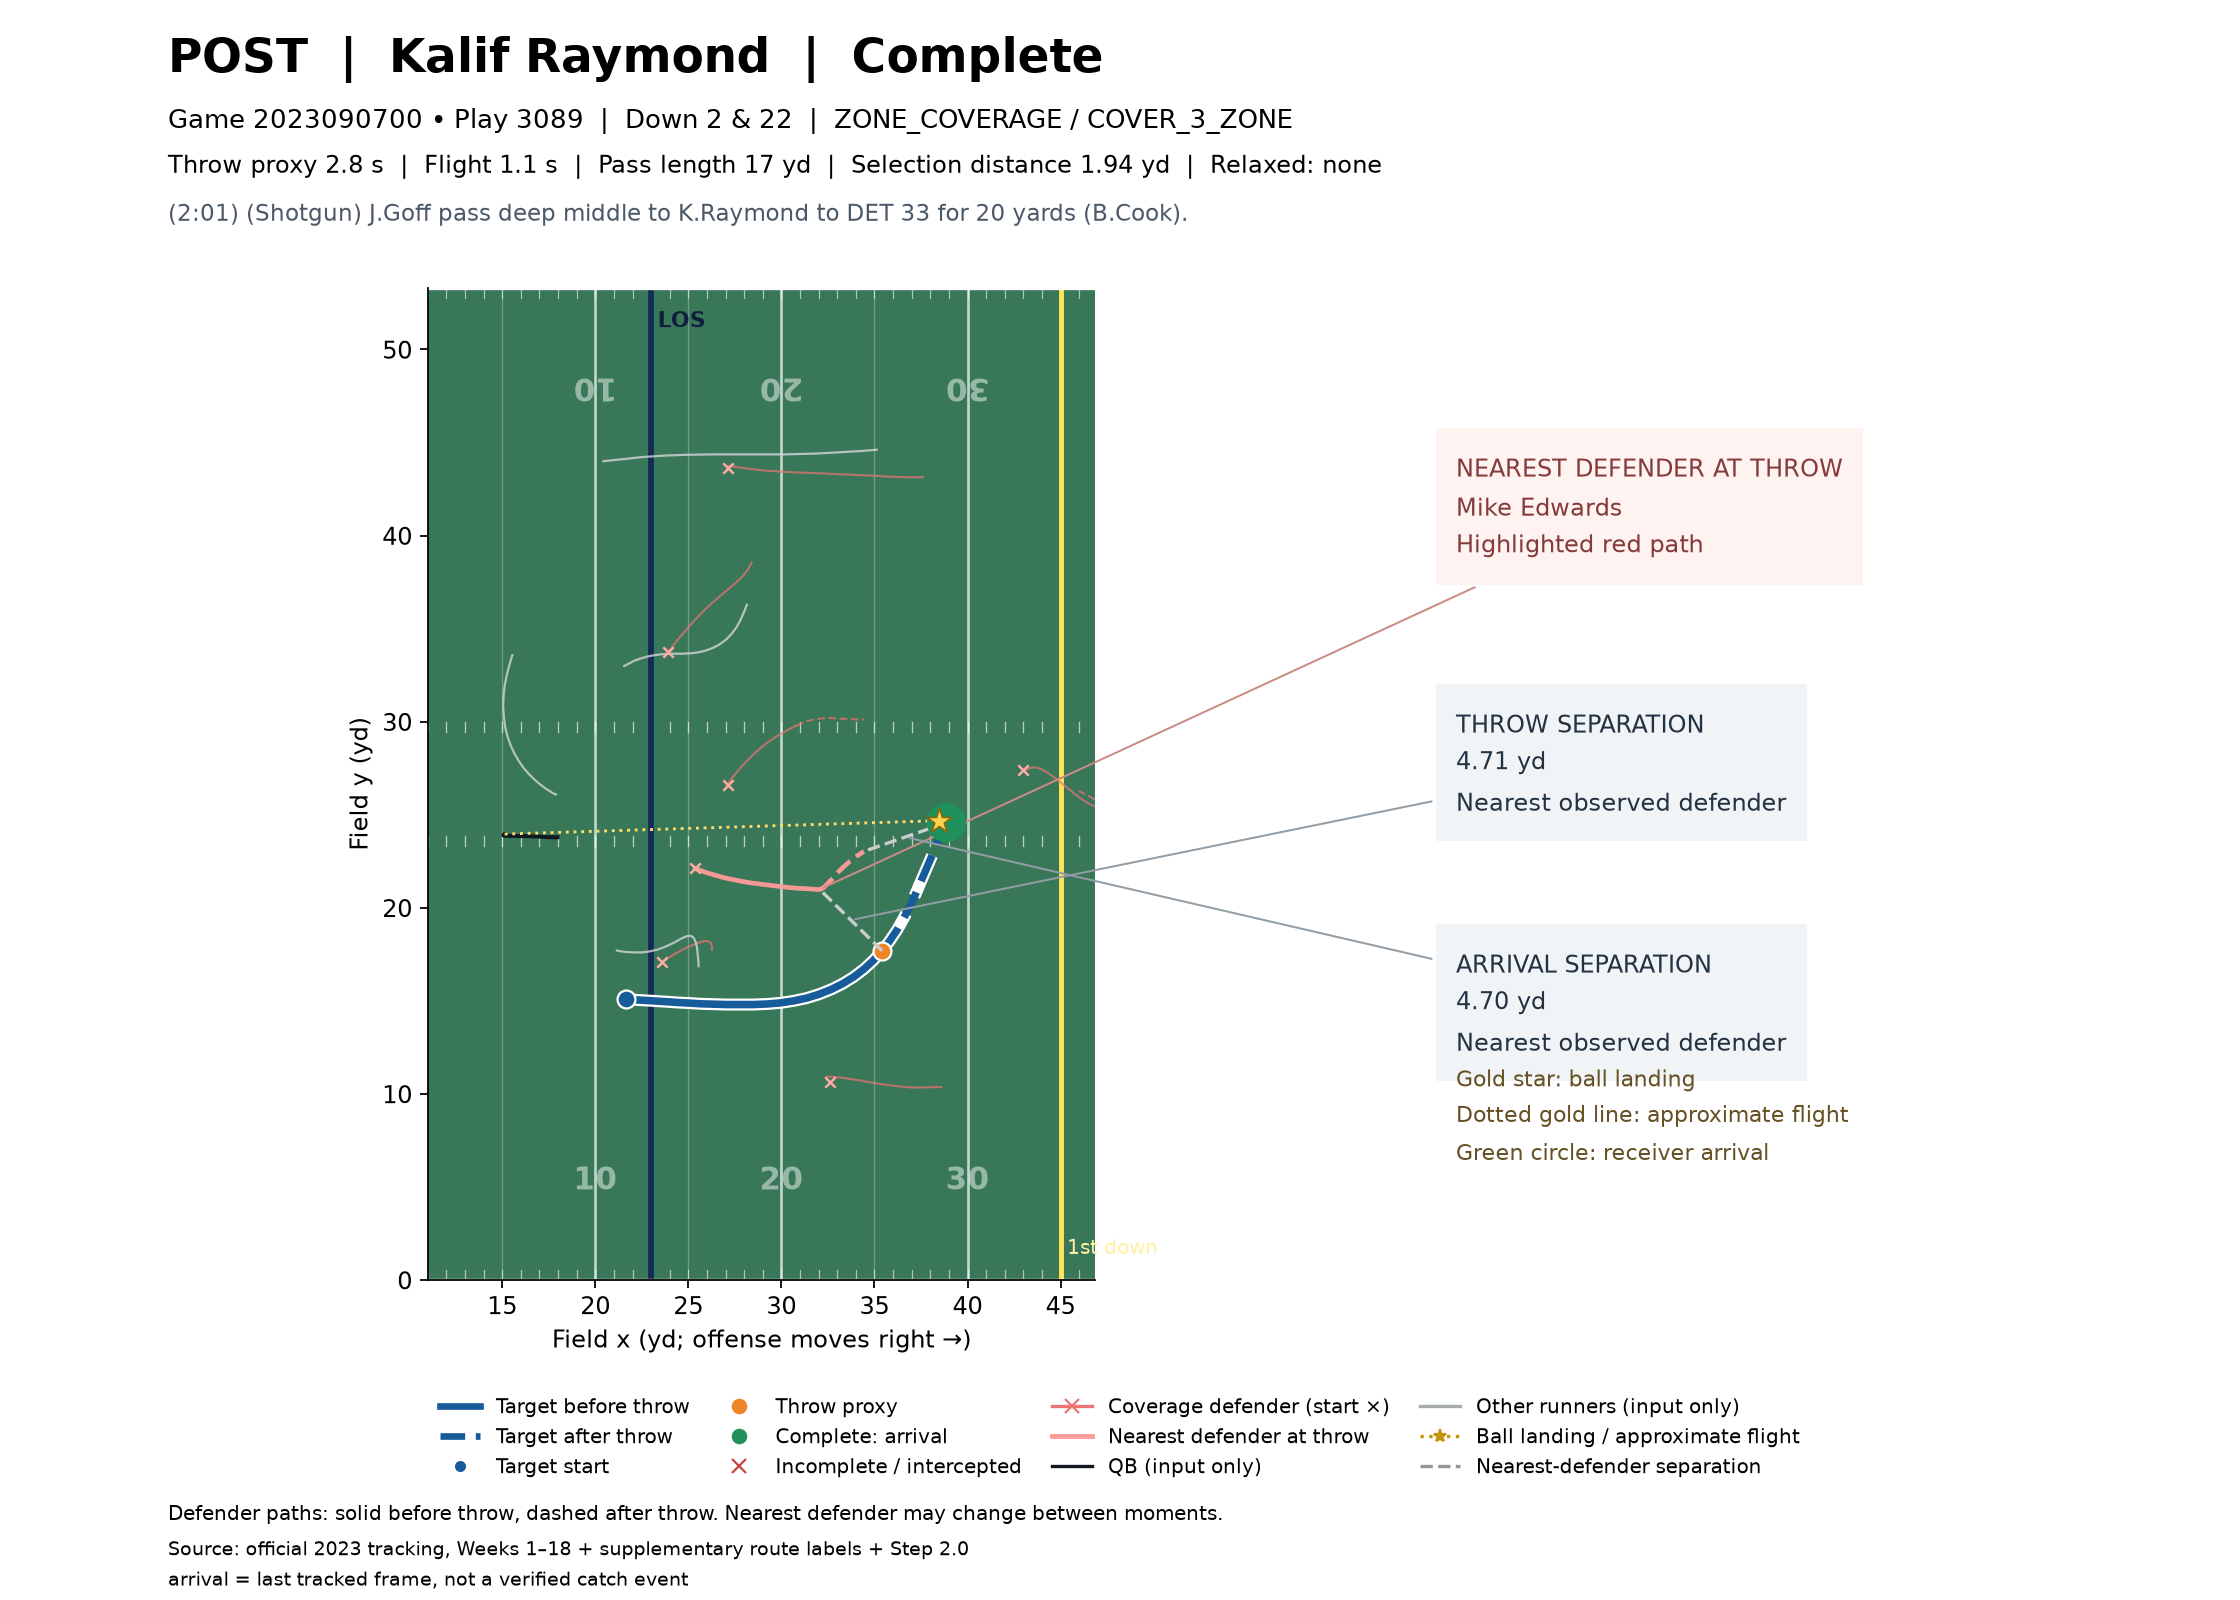 POST | Kalif Raymond | Complete
Game 2023090700 • Play 3089 | Down 2 & 22 | ZONE_COVERAGE / COVER_3_ZONE
Throw proxy 2.8 s | Flight 1.1 s | Pass length 17 yd | Selection distance 1.94 yd | Relaxed: none
(2:01) (Shotgun) J.Goff pass deep middle to K.Raymond to DET 33 for 20 yards (B.Cook).
LOS
50
10 20 30
40
30
20
10
0
Field y (yd)
10 20 30
1st down
15 20 25 30 35 40 45
Field x (yd; offense moves right →)
NEAREST DEFENDER AT THROW
Mike Edwards
Highlighted red path
THROW SEPARATION
4.71 yd
Nearest observed defender
ARRIVAL SEPARATION
4.70 yd
Nearest observed defender
Gold star: ball landing
Dotted gold line: approximate flight
Green circle: receiver arrival
Target before throw
Target after throw
Target start
Throw proxy
Complete: arrival
Incomplete / intercepted
Coverage defender (start ×)
Nearest defender at throw
QB (input only)
Other runners (input only)
Ball landing / approximate flight
Nearest-defender separation
Defender paths: solid before throw, dashed after throw. Nearest defender may change between moments.
Source: official 2023 tracking, Weeks 1–18 + supplementary route labels + Step 2.0
arrival = last tracked frame, not a verified catch event